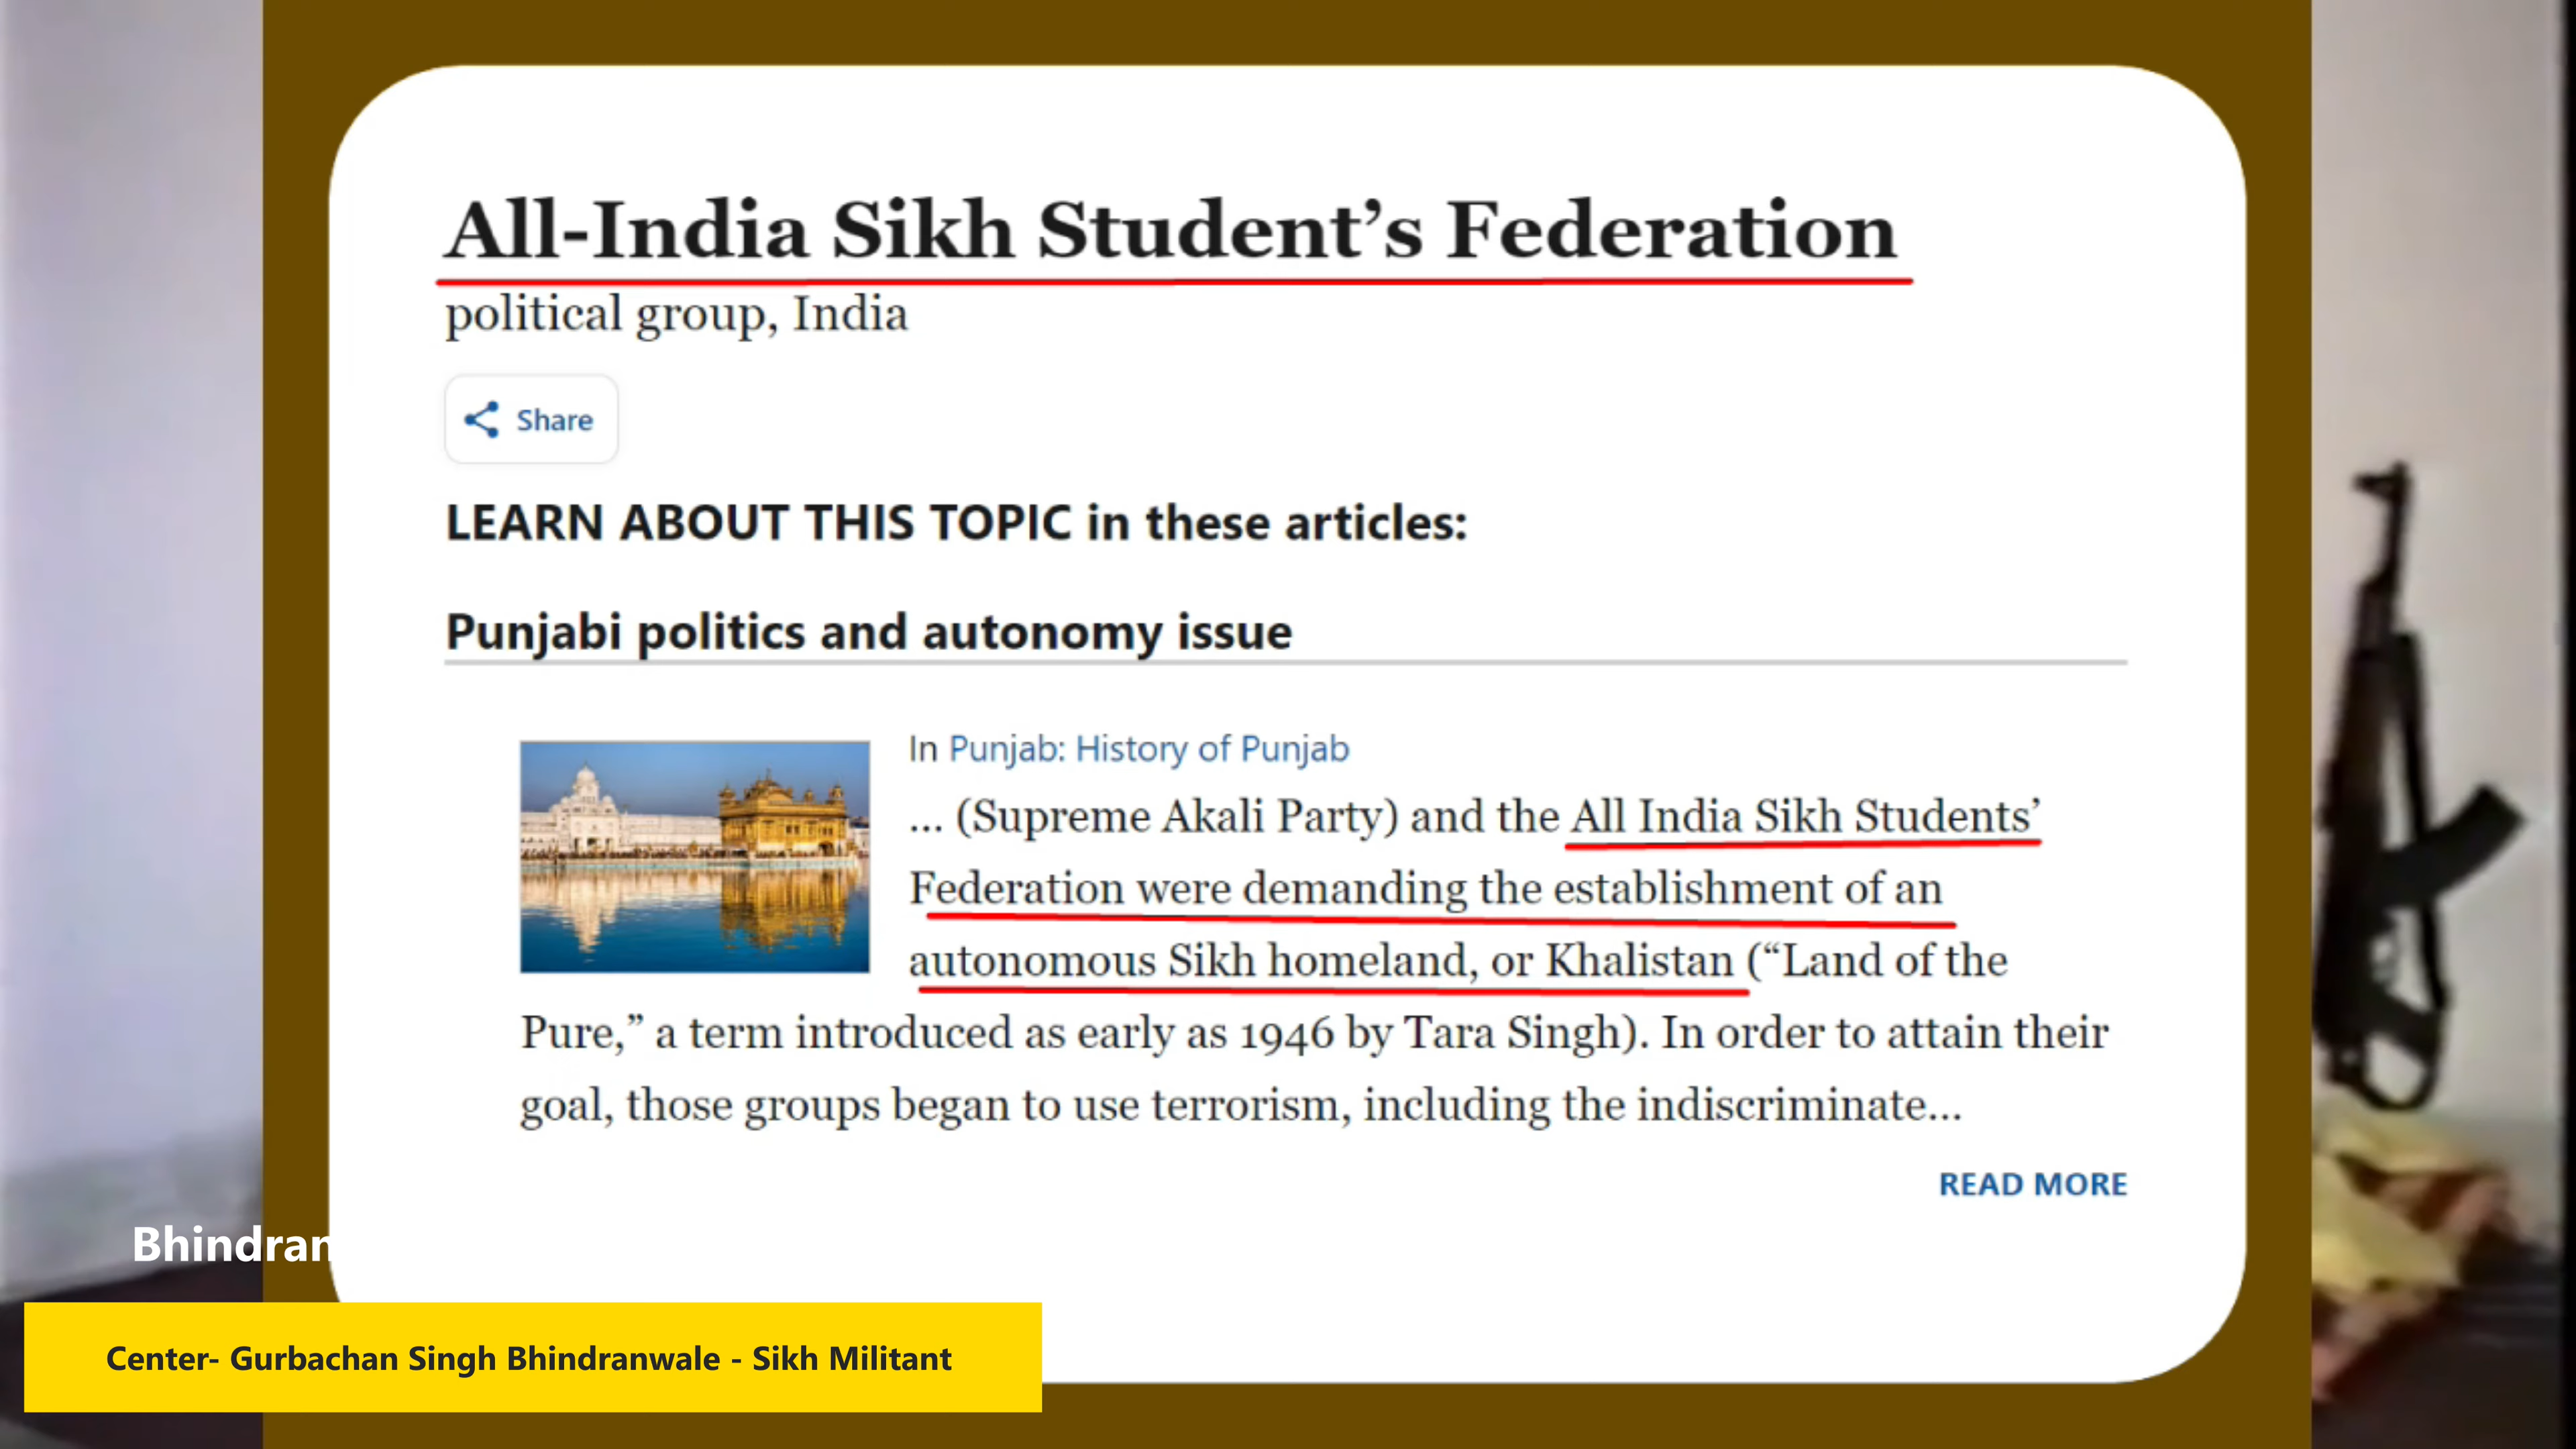 All-India Sikh Student’s Federation
political group, India
Share
LEARN ABOUT THIS TOPIC in these articles:
Punjabi politics and autonomy issue
In Punjab: History of Punjab
... (Supreme Akali Party) and the All India Sikh Students’
Federation were demanding the establishment of an
autonomous Sikh homeland, or Khalistan (“Land of the
Pure,” a term introduced as early as 1946 by Tara Singh). In order to attain their
goal, those groups began to use terrorism, including the indiscriminate...
READ MORE
Bhindran
Center- Gurbachan Singh Bhindranwale - Sikh Militant